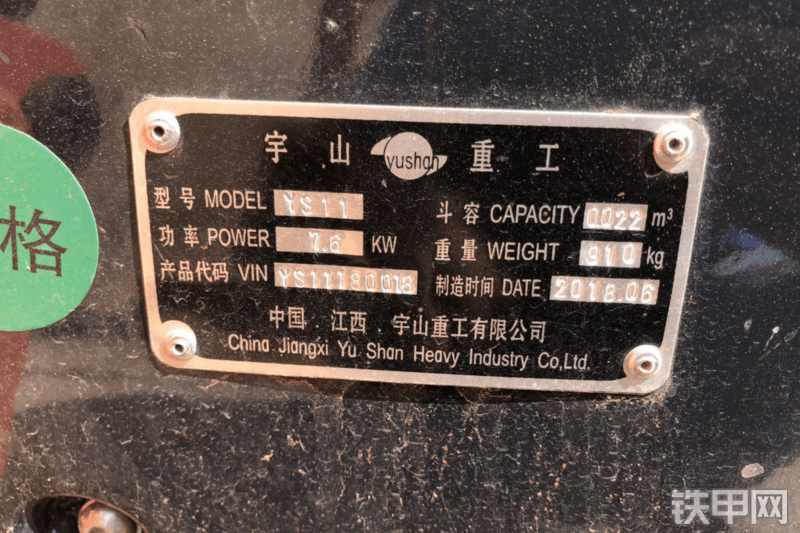 宇山 yushan 重工
型号 MODEL YS11
斗容 CAPACITY 0.022 m³
功率 POWER 7.6 KW
重量 WEIGHT 910 kg
产品代码 VIN YS11180018
制造时间 DATE 2018.06
中国.江西.宇山重工有限公司
China Jiangxi Yu Shan Heavy Industry Co,Ltd.
格
铁甲网